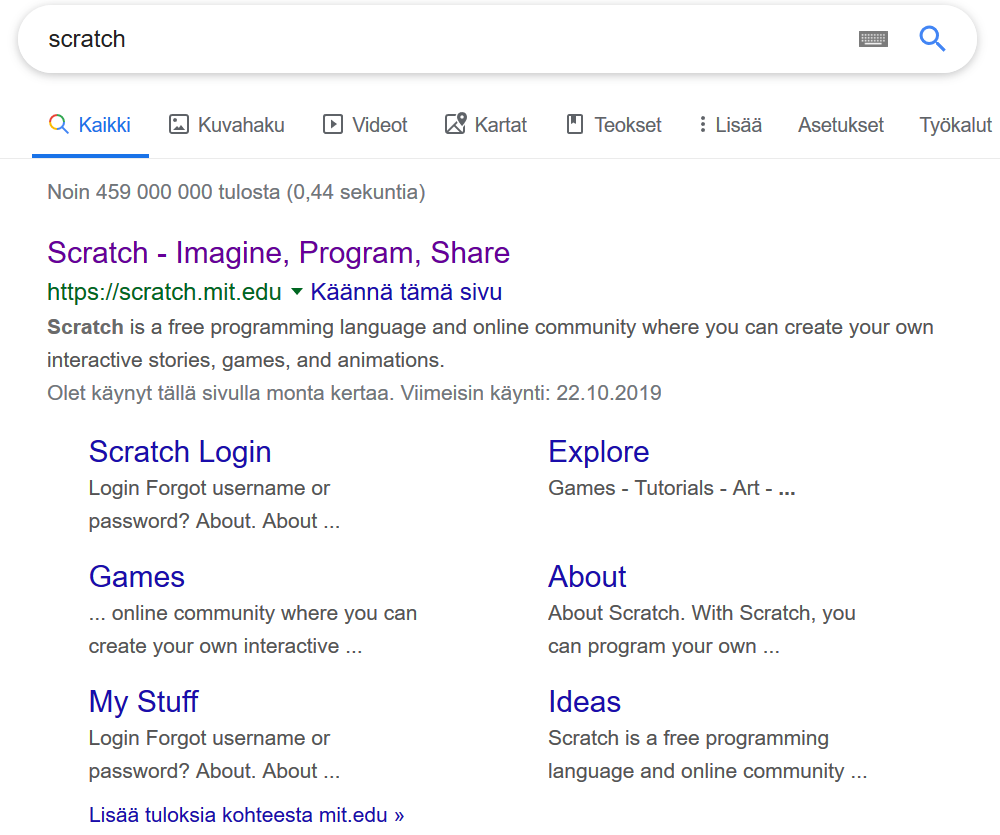 scratch
Kaikki Kuvahaku Videot Kartat Teokset Lisää Asetukset Työkalut
Noin 459 000 000 tulosta (0,44 sekuntia)
Scratch - Imagine, Program, Share
https://scratch.mit.edu Käännä tämä sivu
Scratch is a free programming language and online community where you can create your own
interactive stories, games, and animations.
Olet käynyt tällä sivulla monta kertaa. Viimeisin käynti: 22.10.2019
Scratch Login
Login Forgot username or
password? About. About ...
Explore
Games - Tutorials - Art - ...
Games
... online community where you can
create your own interactive ...
About
About Scratch. With Scratch, you
can program your own ...
My Stuff
Login Forgot username or
password? About. About ...
Ideas
Scratch is a free programming
language and online community ...
Lisää tuloksia kohteesta mit.edu »